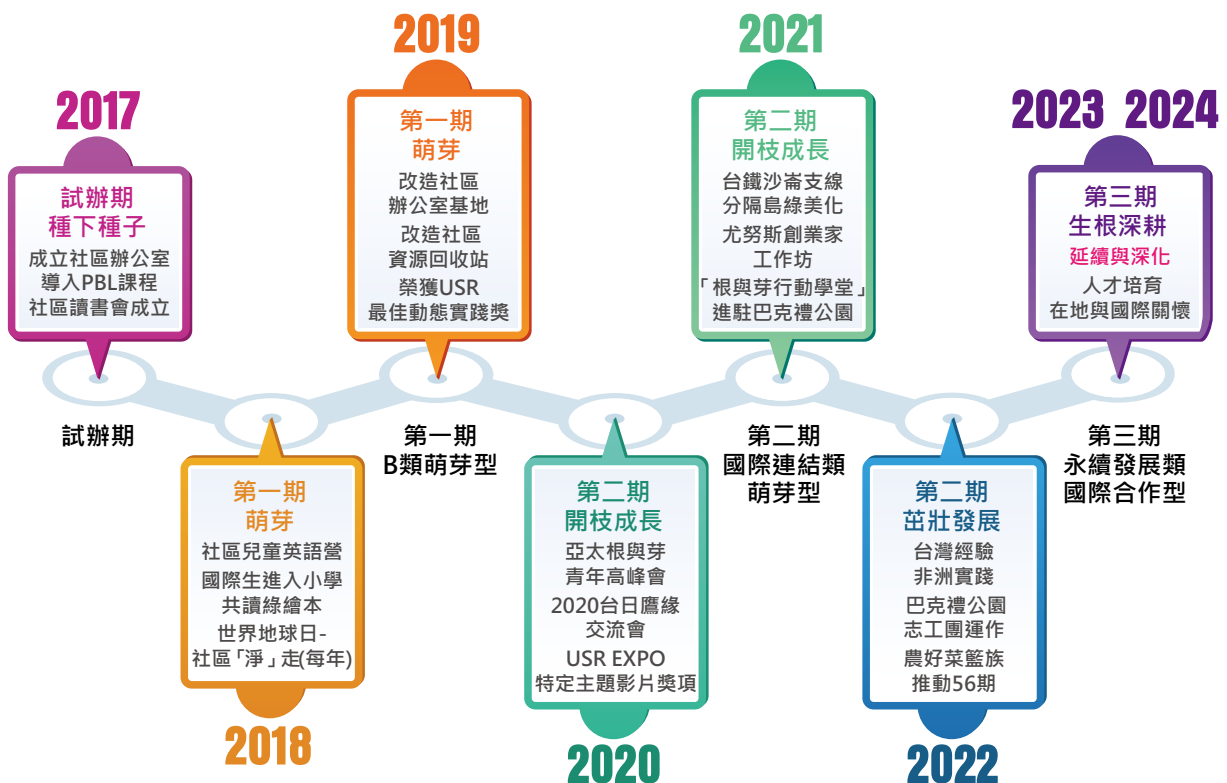 2017
試辦期
種下種子
成立社區辦公室
導入PBL課程
社區讀書會成立
試辦期
第一期
萌芽
社區兒童英語營
國際生進入小學
共讀綠繪本
世界地球日-
社區「淨」走(每年)
2018
2019
第一期
萌芽
改造社區
辦公室基地
改造社區
資源回收站
榮獲USR
最佳動態實踐獎
第一期
B類萌芽型
第二期
開枝成長
亞太根與芽
青年高峰會
2020台日鷹緣
交流會
USR EXPO
特定主題影片獎項
2020
2021
第二期
開枝成長
台鐵沙崙支線
分隔島綠美化
尤努斯創業家
工作坊
「根與芽行動學堂」
進駐巴克禮公園
第二期
國際連結類
萌芽型
第二期
茁壯發展
台灣經驗
非洲實踐
巴克禮公園
志工團運作
農好菜籃族
推動56期
2022
2023 2024
第三期
生根深耕
延續與深化
人才培育
在地與國際關懷
第三期
永續發展類
國際合作型